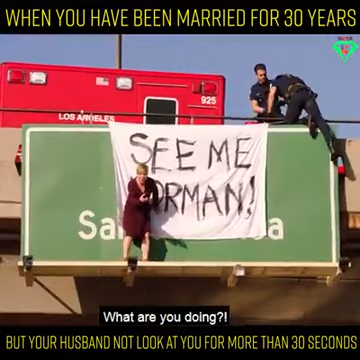 WHEN YOU HAVE BEEN MARRIED FOR 30 YEARS
925
LOS ANGELES
SEE ME
ORMAN!
Sa
a
What are you doing?!
BUT YOUR HUSBAND NOT LOOK AT YOU FOR MORE THAN 30 SECONDS